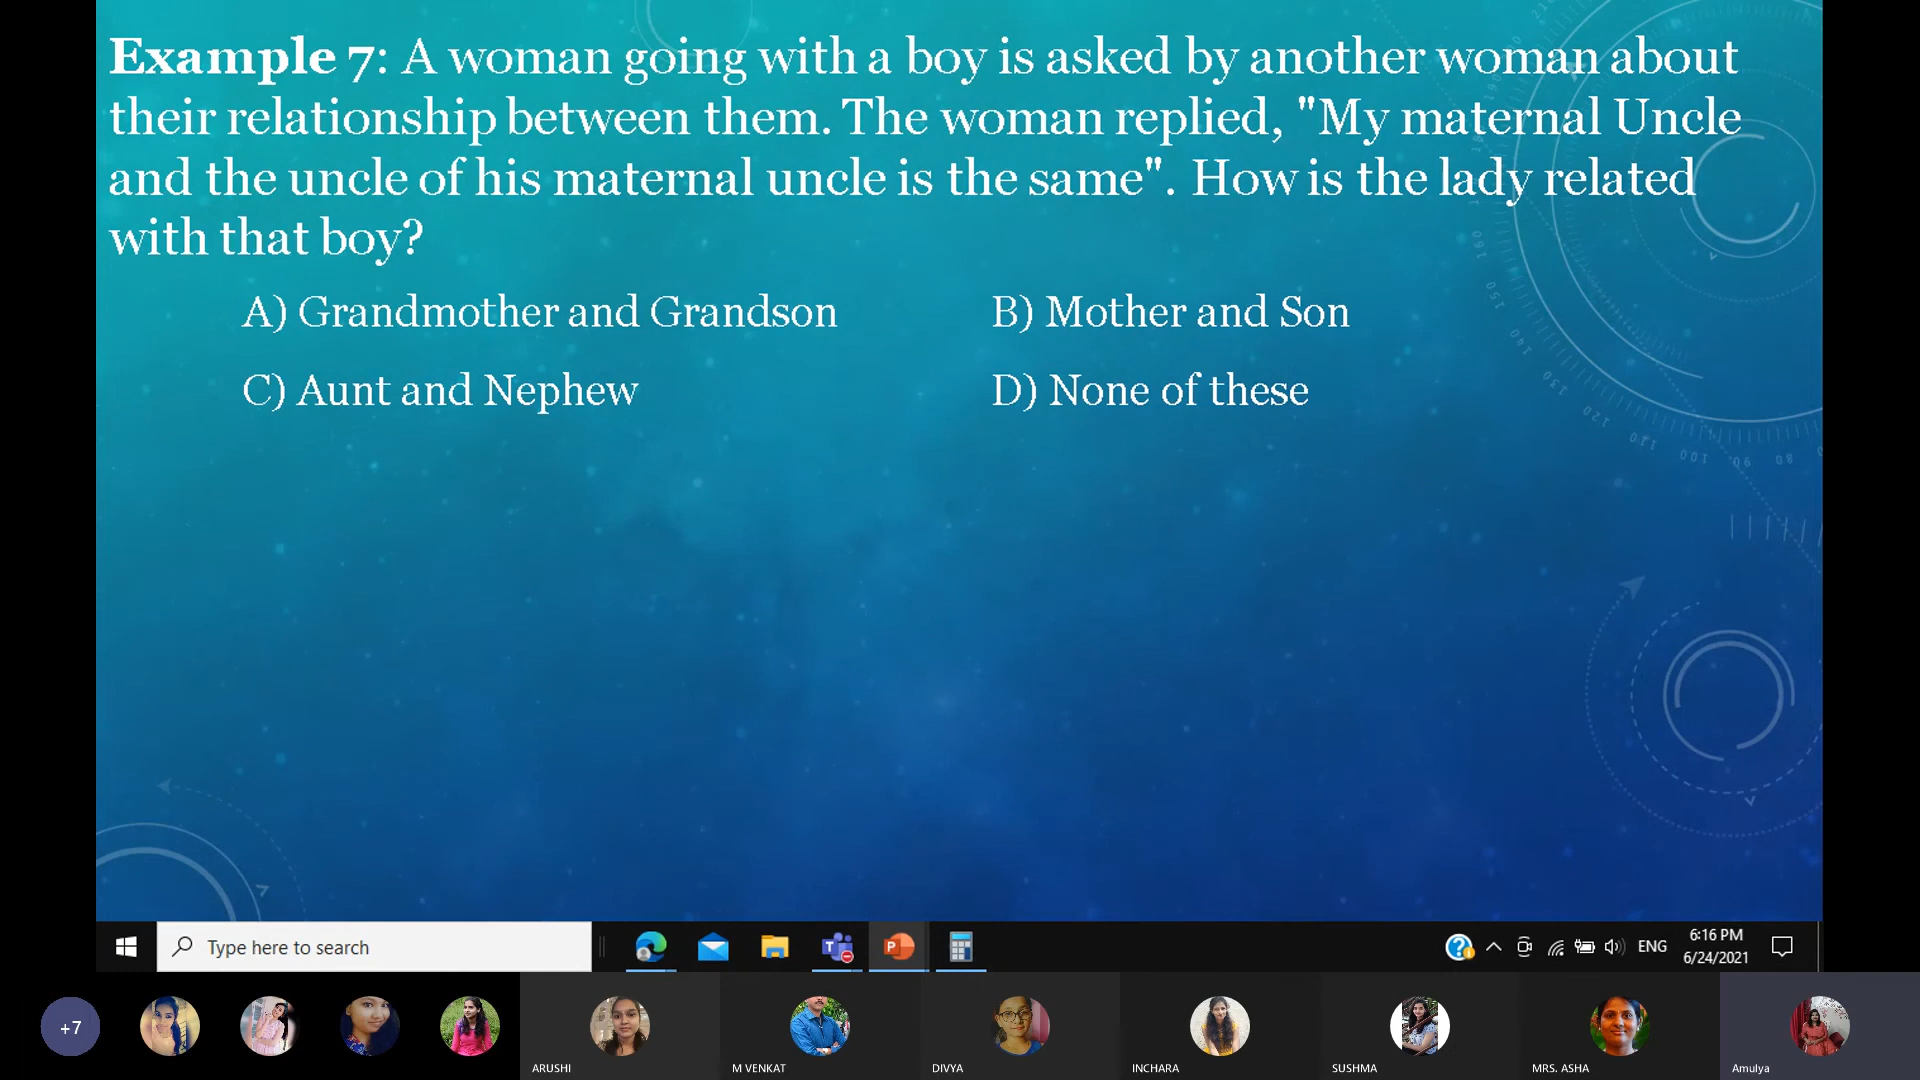 Example 7: A woman going with a boy is asked by another woman about
their relationship between them. The woman replied, "My maternal Uncle
and the uncle of his maternal uncle is the same". How is the lady related
with that boy?
A) Grandmother and Grandson
B) Mother and Son
C) Aunt and Nephew
D) None of these
Type here to search
ENG
6:16 PM
6/24/2021
+7
ARUSHI
M VENKAT
DIVYA
INCHARA
SUSHMA
MRS. ASHA
Amulya